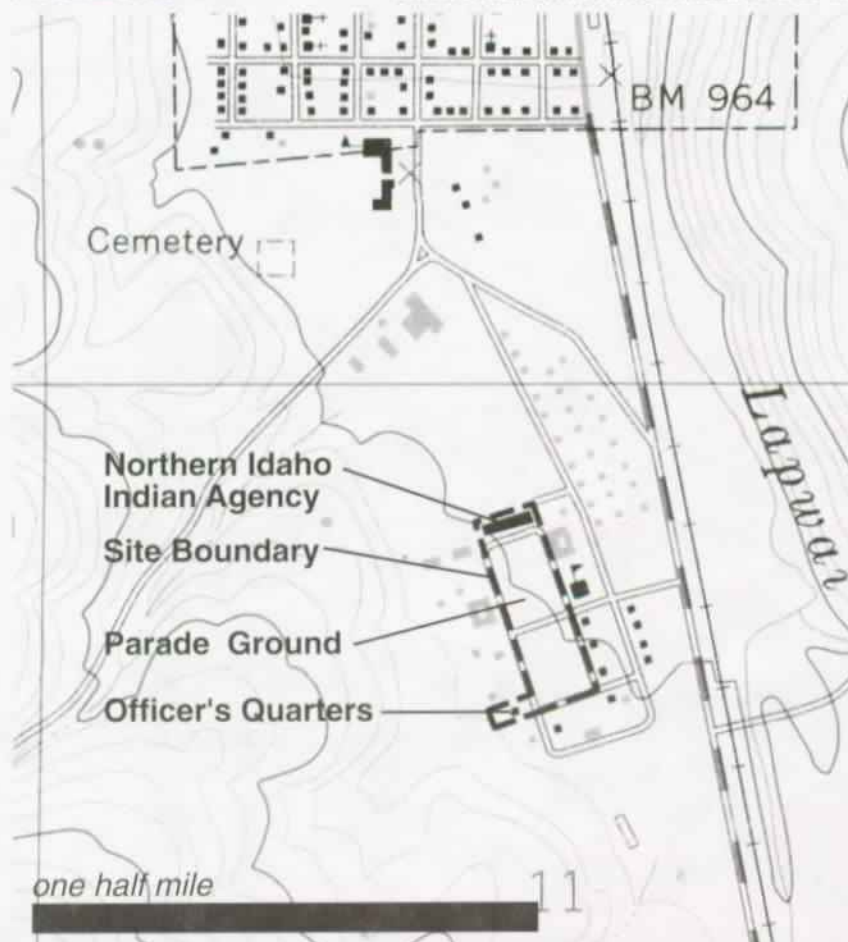 BM 964
Cemetery
Lapwai
Northern Idaho
Indian Agency
Site Boundary
Parade Ground
Officer's Quarters
one half mile
11